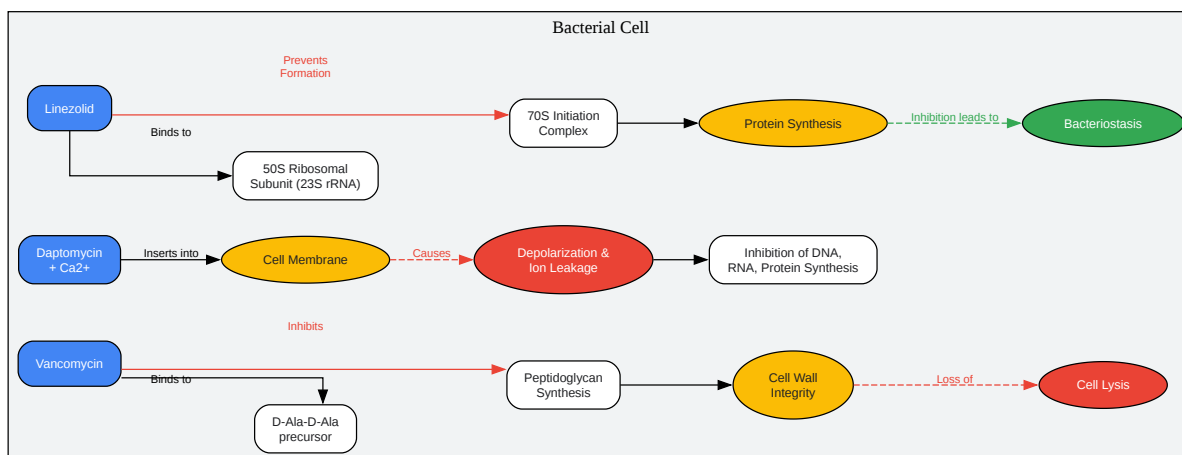 Bacterial Cell
Prevents
Formation
Linezolid
Binds to
70S Initiation
Complex
Protein Synthesis
Inhibition leads to
Bacteriostasis
50S Ribosomal
Subunit (23S rRNA)
Daptomycin
+ Ca2+
Inserts into
Cell Membrane
Causes
Depolarization &
Ion Leakage
Inhibition of DNA,
RNA, Protein Synthesis
Inhibits
Vancomycin
Binds to
Peptidoglycan
Synthesis
Cell Wall
Integrity
Loss of
Cell Lysis
D-Ala-D-Ala
precursor